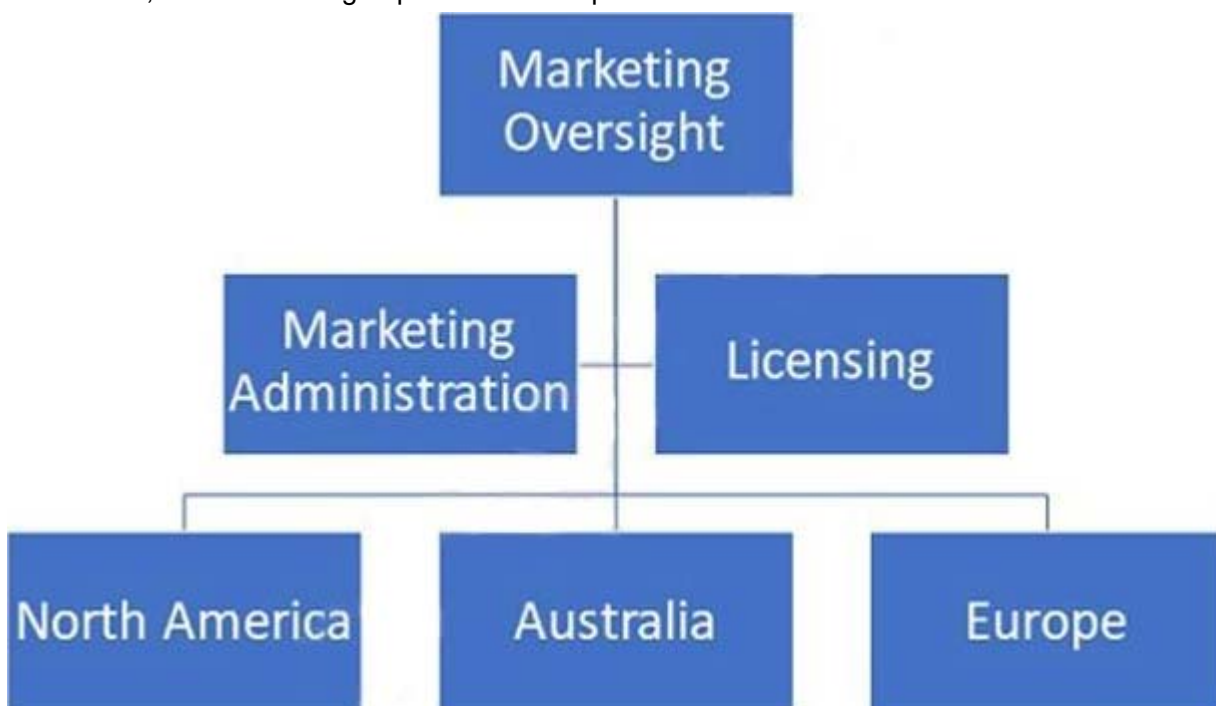 Marketing
Oversight
Marketing
Administration
Licensing
North America
Australia
Europe